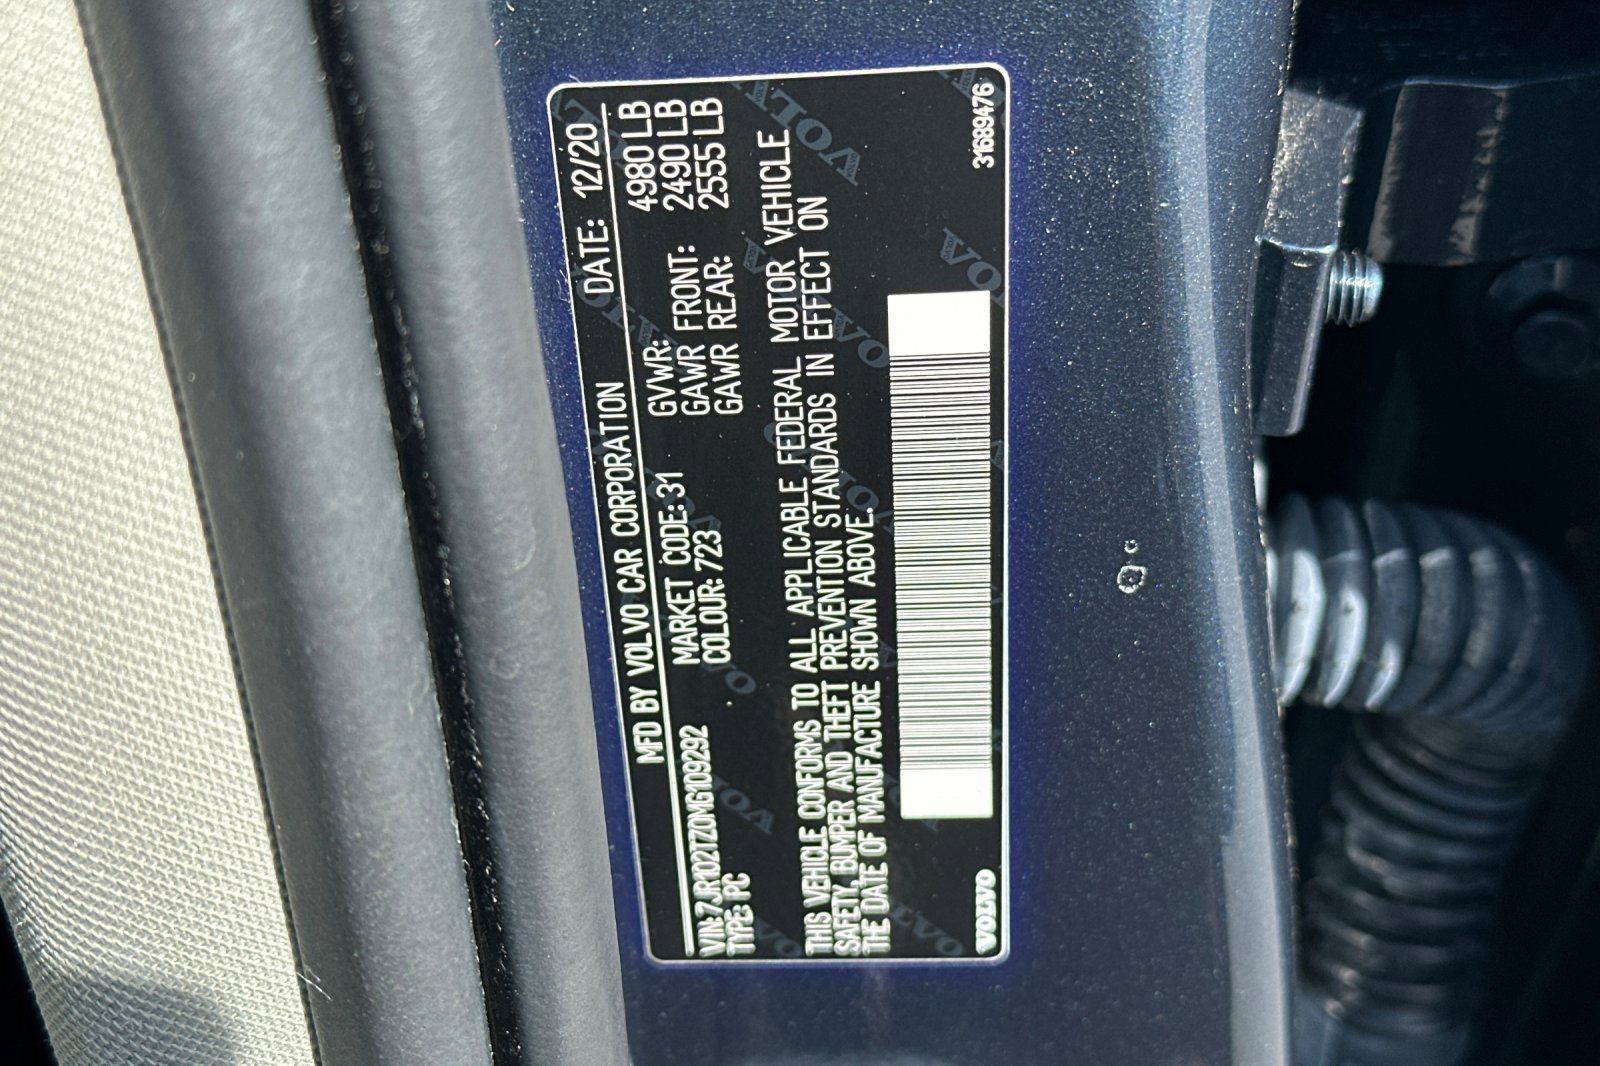 MFD BY VOLVO CAR CORPORATION DATE: 12/20
VIN: 7JR102TZ0MG109292 MARKET CODE: 31 GVWR: 4980 LB
TYPE: PC COLOUR: 723 GAWR FRONT: 2490 LB
GAWR REAR: 2555 LB
THIS VEHICLE CONFORMS TO ALL APPLICABLE FEDERAL MOTOR VEHICLE
SAFETY, BUMPER AND THEFT PREVENTION STANDARDS IN EFFECT ON
THE DATE OF MANUFACTURE SHOWN ABOVE.
VOLVO 31689476